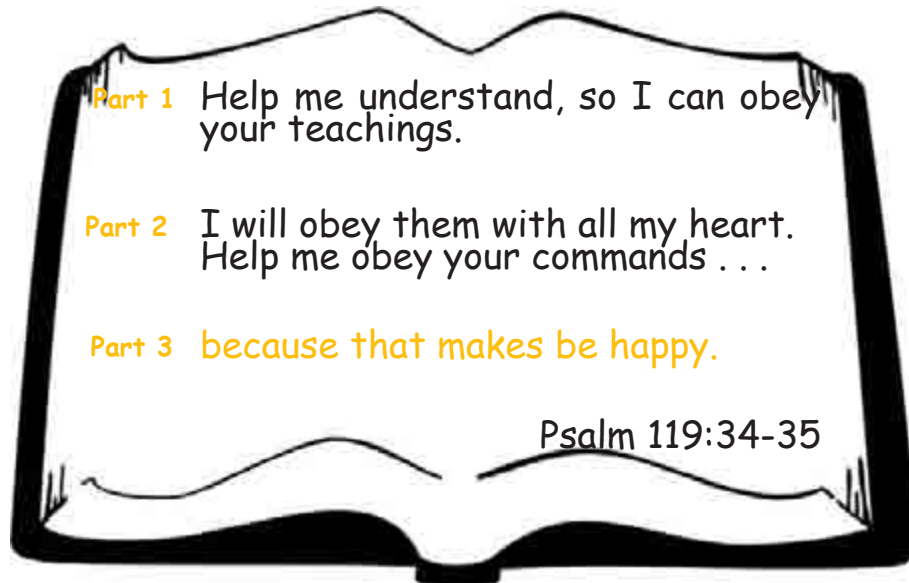 Part 1 Help me understand, so I can obey
your teachings.
Part 2 I will obey them with all my heart.
Help me obey your commands . . .
Part 3 because that makes be happy.
Psalm 119:34-35